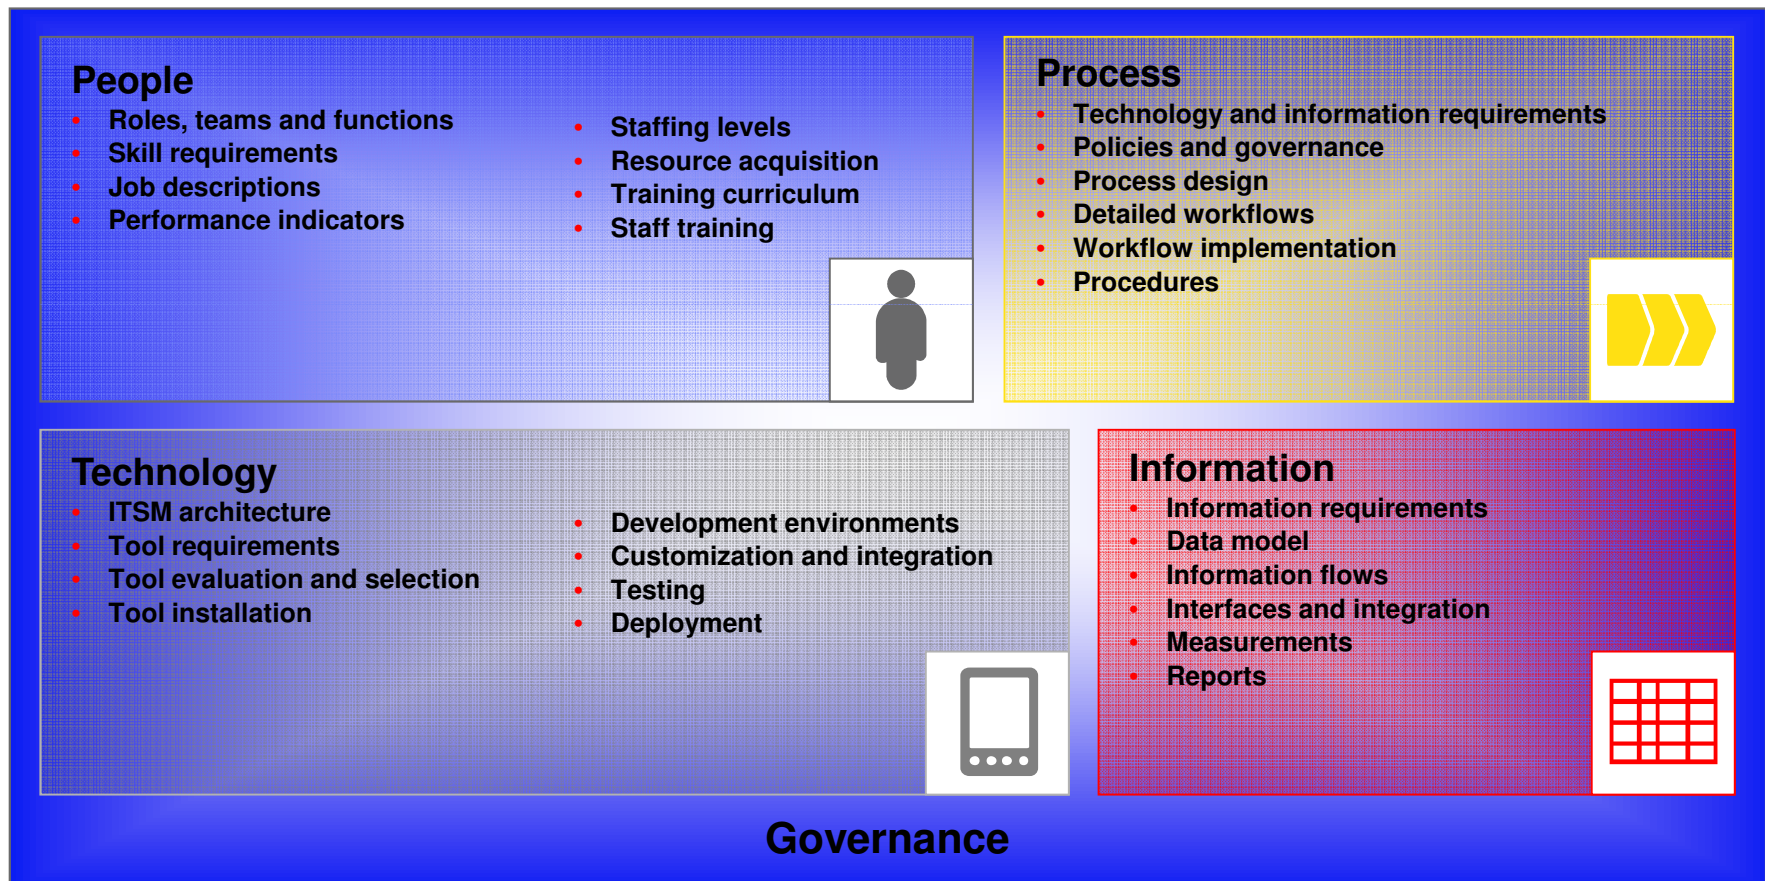 People
• Roles, teams and functions
• Skill requirements
• Job descriptions
• Performance indicators
• Staffing levels
• Resource acquisition
• Training curriculum
• Staff training
Process
• Technology and information requirements
• Policies and governance
• Process design
• Detailed workflows
• Workflow implementation
• Procedures
Technology
• ITSM architecture
• Tool requirements
• Tool evaluation and selection
• Tool installation
• Development environments
• Customization and integration
• Testing
• Deployment
Information
• Information requirements
• Data model
• Information flows
• Interfaces and integration
• Measurements
• Reports
Governance